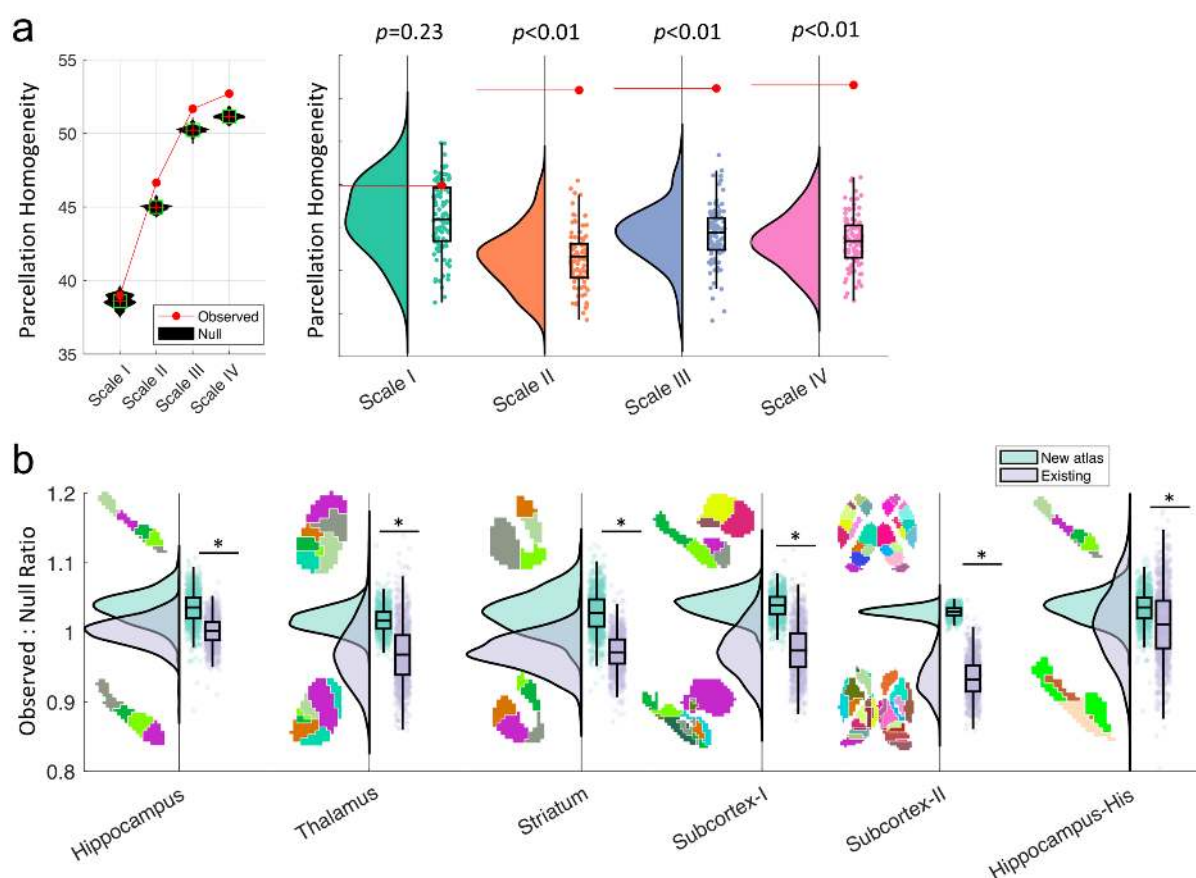 a
p=0.23
p<0.01
p<0.01
p<0.01
Parcellation Homogeneity
55
50
45
40
35
Observed
Null
Scale I
Scale II
Scale III
Scale IV
Parcellation Homogeneity
Scale I
Scale II
Scale III
Scale IV
b
New atlas
Existing
Observed : Null Ratio
1.2
1.1
1
0.9
0.8
*
*
*
*
*
*
Hippocampus
Thalamus
Striatum
Subcortex-I
Subcortex-II
Hippocampus-His